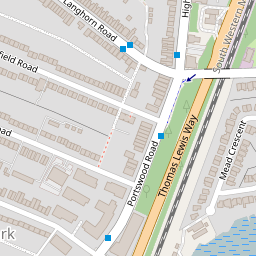 Langhorn Road
High
South Western M
field Road
Thomas Lewis Way
Portswood Road
Mead Crescent
oad
rk